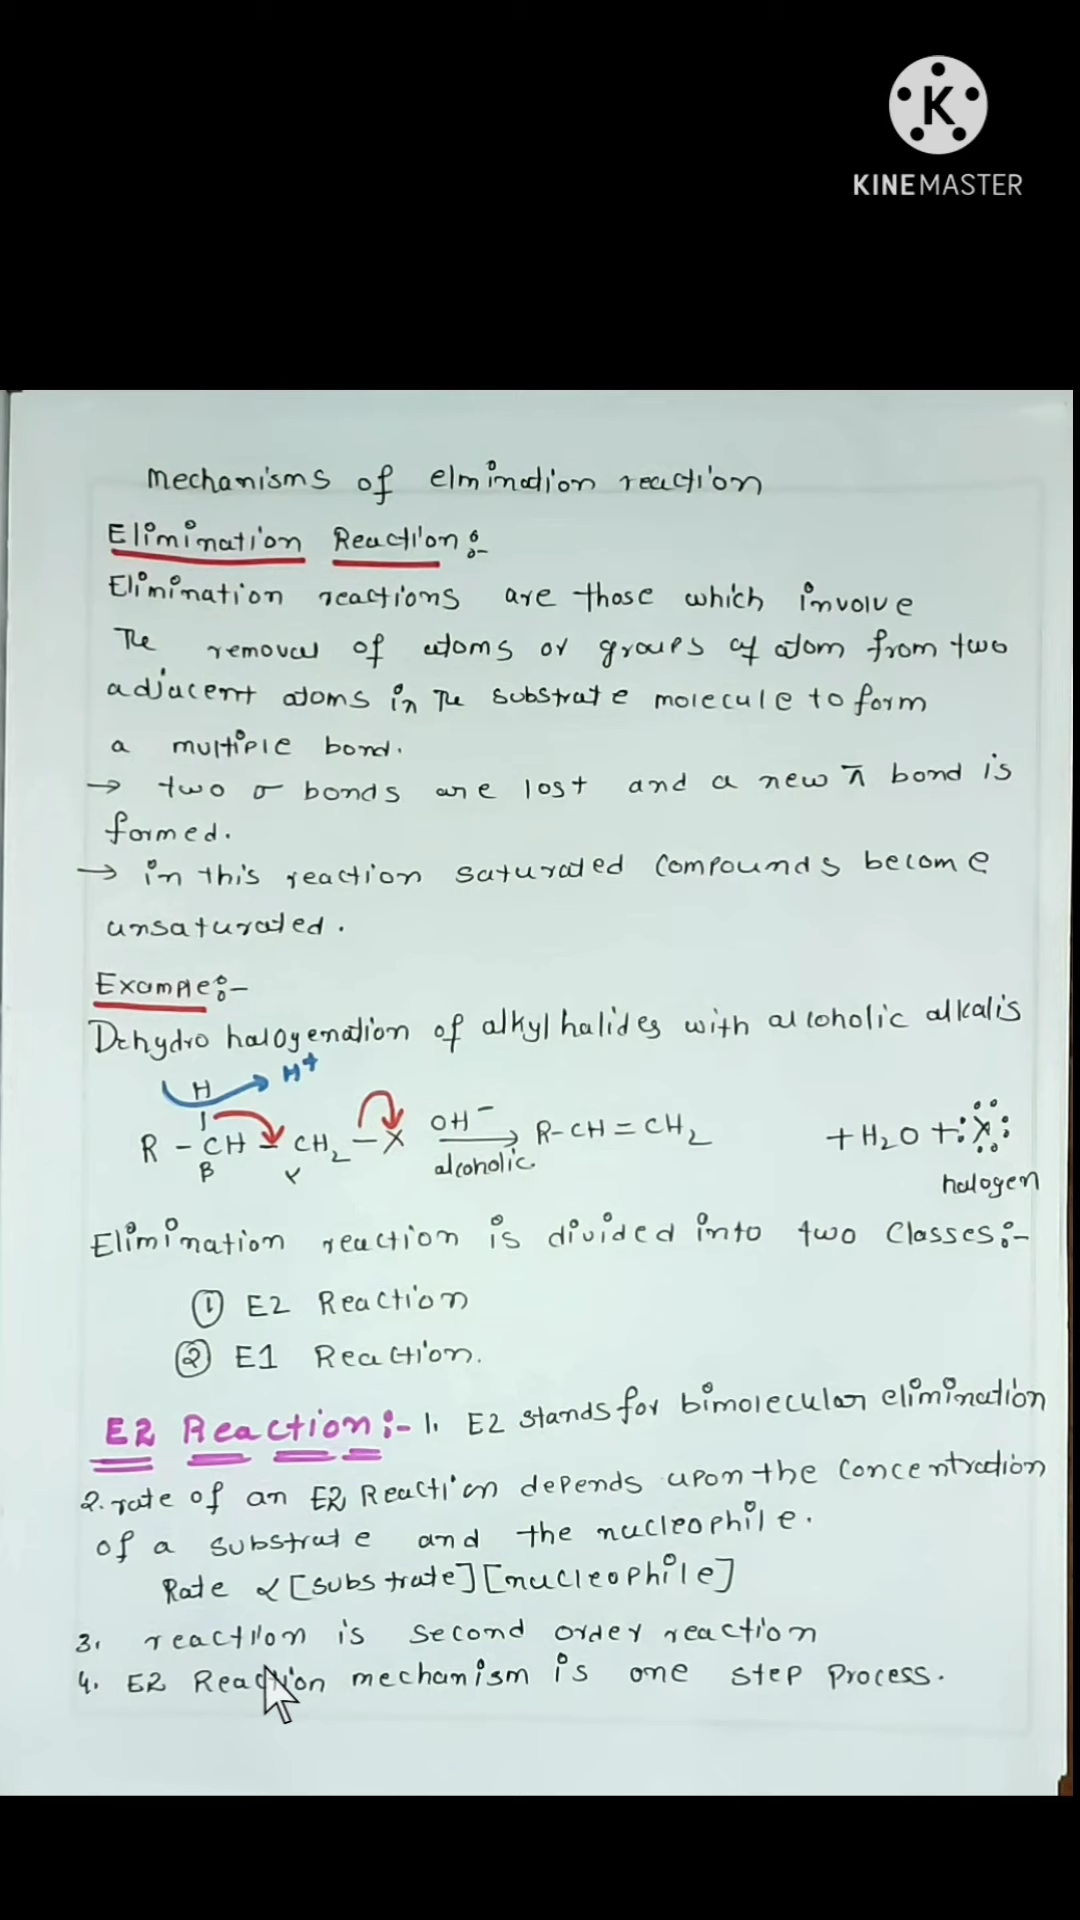 K
KINEMASTER
Mechanisms of elmination reaction
Elimination Reaction:-
Elimination reactions are those which involve
The removal of atoms or groups of atom from two
adjacent atoms in The substrate molecule to form
a multiple bond.
→ two σ bonds are lost and a new π bond is
formed.
→ in this reaction saturated compounds become
unsaturated.
Example:-
Dehydro halogenation of alkyl halides with alcoholic alkalis
H H+
R - CH - CH2 - X OH- → R-CH=CH2 + H2O + :X:
β alcoholic. halogen
Elimination reaction is divided into two Classes:-
① E2 Reaction
② E1 Reaction.
E2 Reaction:- 1. E2 stands for bimolecular elimination
2. rate of an E2 Reaction depends upon the concentration
of a substrate and the nucleophile.
Rate ∝ [substrate][nucleophile]
3. reaction is second order reaction
4. E2 Reaction mechanism is one step process.